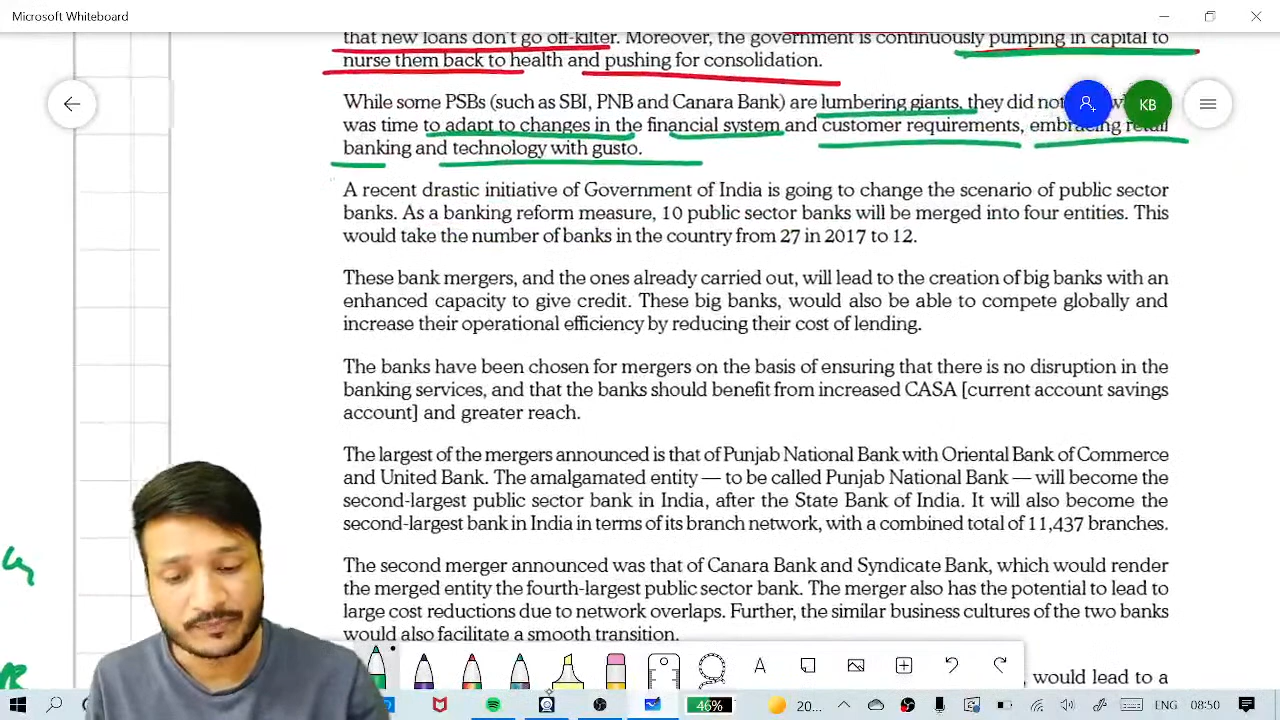 Microsoft Whiteboard
that new loans don't go off-kilter. Moreover, the government is continuously pumping in capital to
nurse them back to health and pushing for consolidation.
While some PSBs (such as SBI, PNB and Canara Bank) are lumbering giants, they did not
KB
was time to adapt to changes in the financial system and customer requirements, embracing retail
banking and technology with gusto.
A recent drastic initiative of Government of India is going to change the scenario of public sector
banks. As a banking reform measure, 10 public sector banks will be merged into four entities. This
would take the number of banks in the country from 27 in 2017 to 12.
These bank mergers, and the ones already carried out, will lead to the creation of big banks with an
enhanced capacity to give credit. These big banks, would also be able to compete globally and
increase their operational efficiency by reducing their cost of lending.
The banks have been chosen for mergers on the basis of ensuring that there is no disruption in the
banking services, and that the banks should benefit from increased CASA [current account savings
account] and greater reach.
The largest of the mergers announced is that of Punjab National Bank with Oriental Bank of Commerce
and United Bank. The amalgamated entity — to be called Punjab National Bank — will become the
second-largest public sector bank in India, after the State Bank of India. It will also become the
second-largest bank in India in terms of its branch network, with a combined total of 11,437 branches.
The second merger announced was that of Canara Bank and Syndicate Bank, which would render
the merged entity the fourth-largest public sector bank. The merger also has the potential to lead to
large cost reductions due to network overlaps. Further, the similar business cultures of the two banks
would also facilitate a smooth transition.
A
would lead to a
46%
20...
ENG
08:50